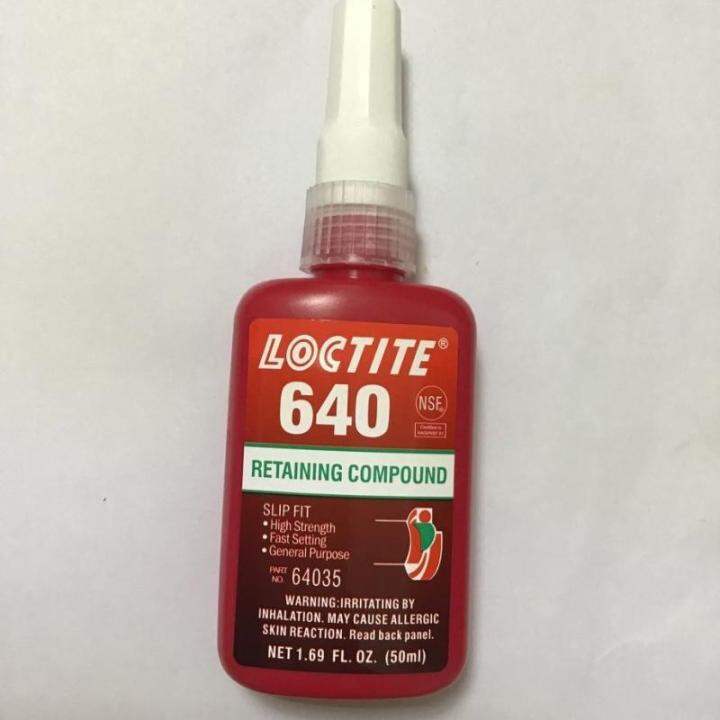 LOCTITE®
640
NSF®
RETAINING COMPOUND
SLIP FIT
• High Strength
• Fast Setting
• General Purpose
PART NO. 64035
WARNING:IRRITATING BY
INHALATION. MAY CAUSE ALLERGIC
SKIN REACTION. Read back panel.
NET 1.69 FL. OZ. (50ml)